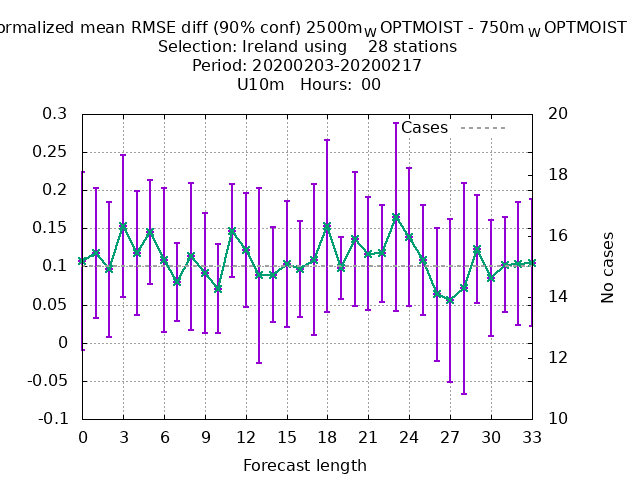 ormalized mean RMSE diff (90% conf) 2500m_W OPTMOIST - 750m_W OPTMOIST
Selection: Ireland using 28 stations
Period: 20200203-20200217
U10m Hours: 00
0.3
0.25
0.2
0.15
0.1
0.05
0
-0.05
-0.1
Cases
20
18
16
14
12
10
No cases
0 3 6 9 12 15 18 21 24 27 30 33
Forecast length